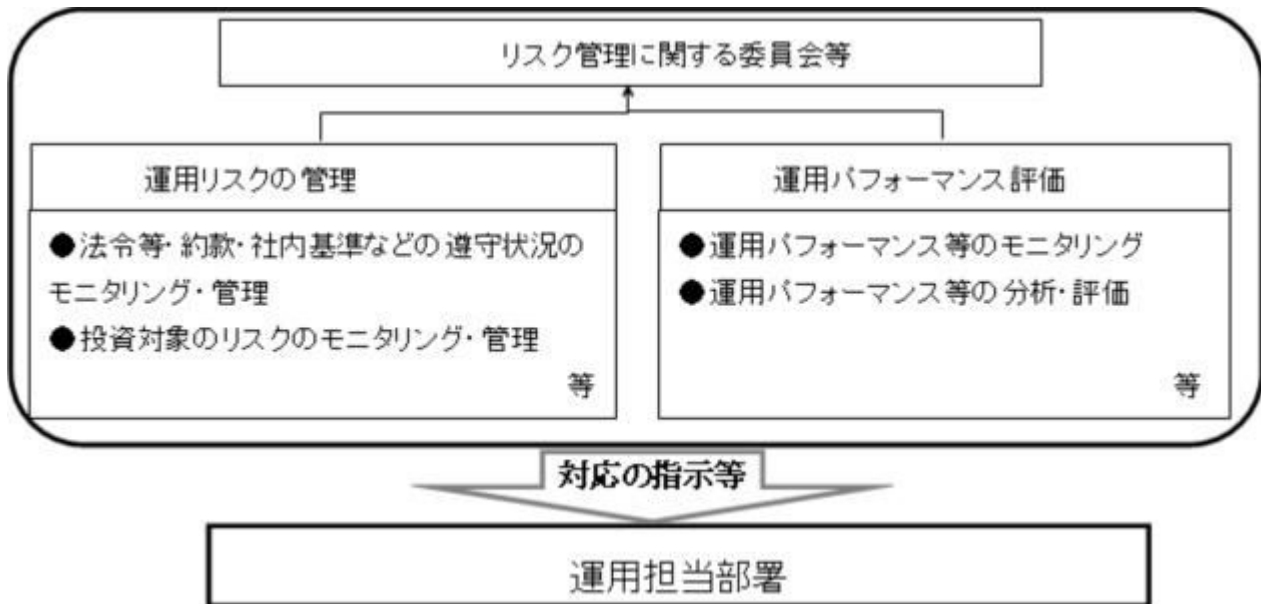 リスク管理に関する委員会等
運用リスクの管理
●法令等・約款・社内基準などの遵守状況の
モニタリング・管理
●投資対象のリスクのモニタリング・管理
等
運用パフォーマンス評価
●運用パフォーマンス等のモニタリング
●運用パフォーマンス等の分析・評価
等
対応の指示等
運用担当部署